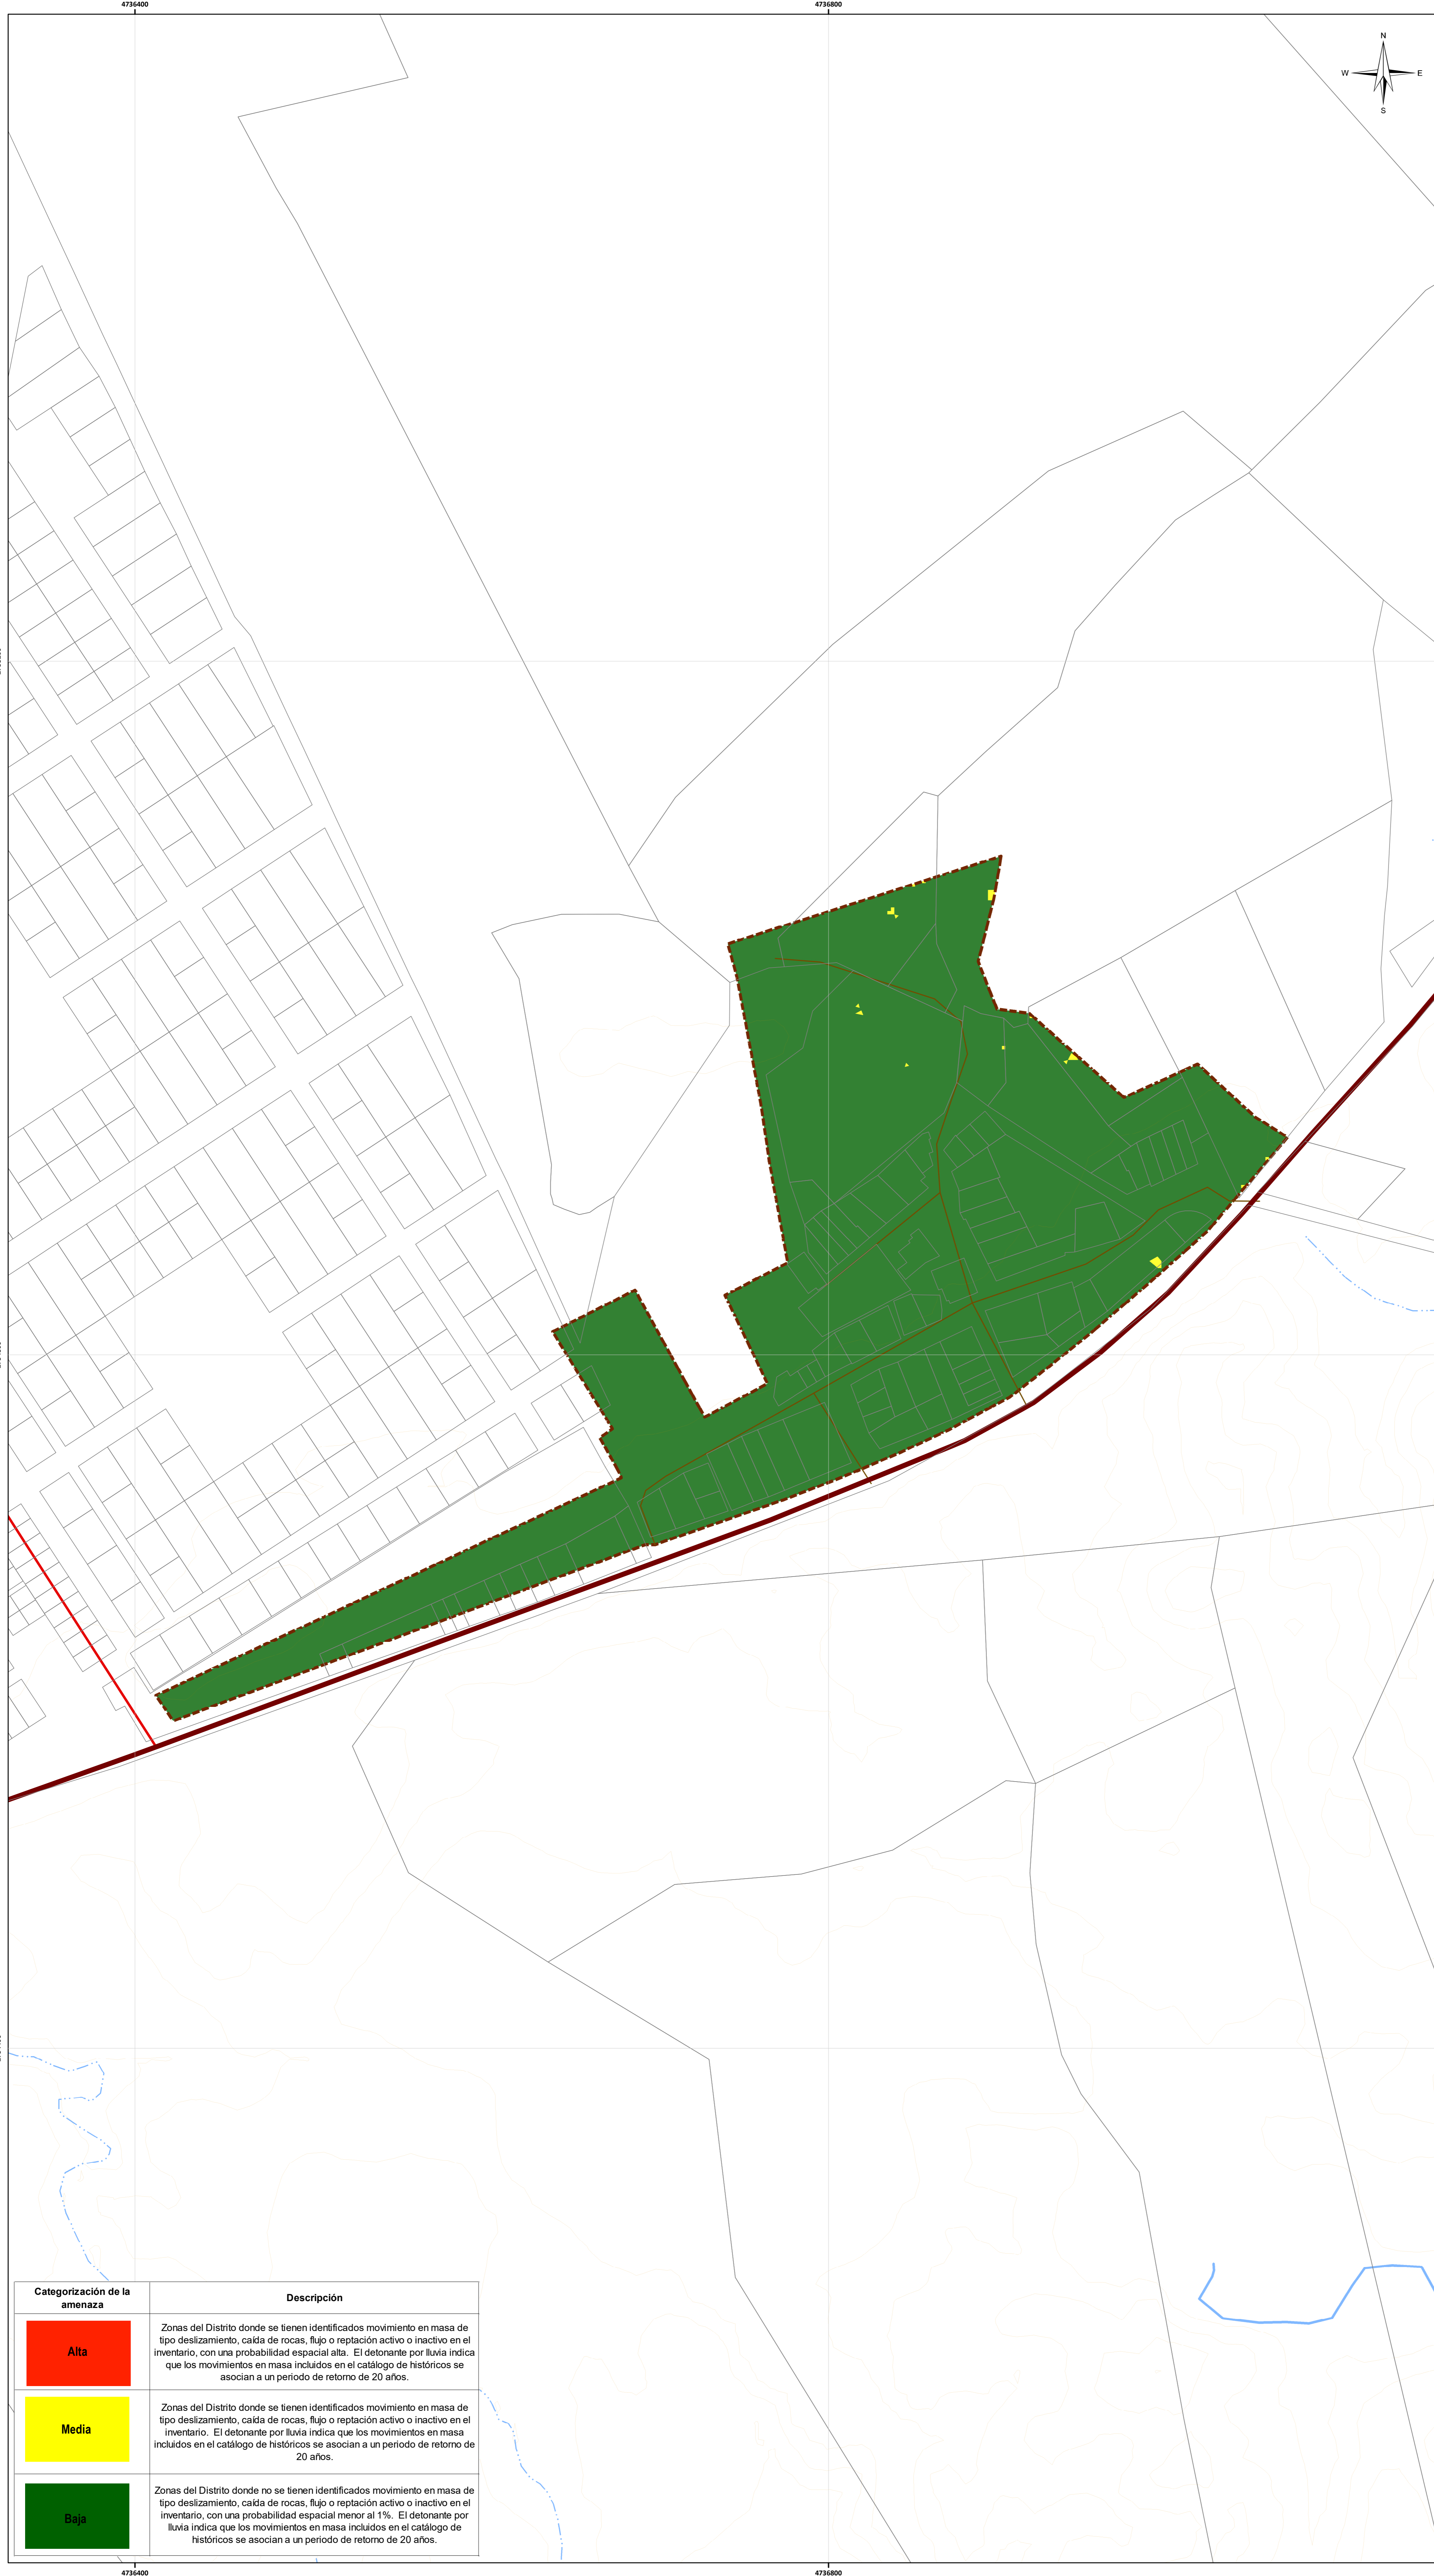 4736400 4736800
N
W E
S
Categorización de la
amenaza
Descripción
Alta
Zonas del Distrito donde se tienen identificados movimiento en masa de
tipo deslizamiento, caída de rocas, flujo o reptación activo o inactivo en el
inventario, con una probabilidad espacial alta. El detonante por lluvia indica
que los movimientos en masa incluidos en el catálogo de históricos se
asocian a un periodo de retorno de 20 años.
Media
Zonas del Distrito donde se tienen identificados movimiento en masa de
tipo deslizamiento, caída de rocas, flujo o reptación activo o inactivo en el
inventario. El detonante por lluvia indica que los movimientos en masa
incluidos en el catálogo de históricos se asocian a un periodo de retorno de
20 años.
Baja
Zonas del Distrito donde no se tienen identificados movimiento en masa de
tipo deslizamiento, caída de rocas, flujo o reptación activo o inactivo en el
inventario, con una probabilidad espacial menor al 1%. El detonante por
lluvia indica que los movimientos en masa incluidos en el catálogo de
históricos se asocian a un periodo de retorno de 20 años.
4736400 4736800